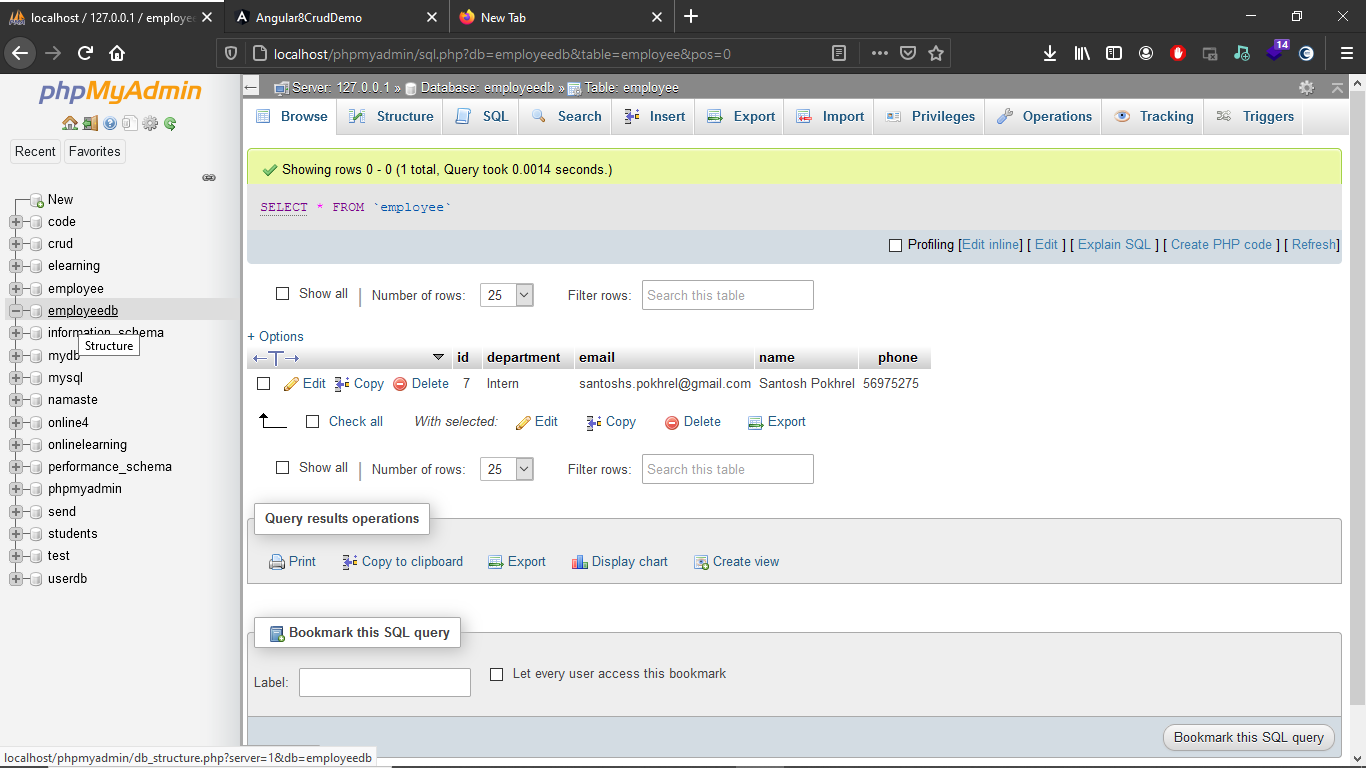 localhost / 127.0.0.1 / employee
Angular8CrudDemo
New Tab
localhost/phpmyadmin/sql.php?db=employeedb&table=employee&pos=0
14
phpMyAdmin
Recent Favorites
New
code
crud
elearning
employee
employeedb
information_schema
Structure
mydb
mysql
namaste
online4
onlinelearning
performance_schema
phpmyadmin
send
students
test
userdb
Server: 127.0.0.1 » Database: employeedb » Table: employee
Browse Structure SQL Search Insert Export Import Privileges Operations Tracking Triggers
Showing rows 0 - 0 (1 total, Query took 0.0014 seconds.)
SELECT * FROM `employee`
Profiling [Edit inline] [ Edit ] [ Explain SQL ] [ Create PHP code ] [ Refresh]
Show all | Number of rows: 25 Filter rows: Search this table
+ Options
←T→ id department email name phone
Edit Copy Delete 7 Intern santoshs.pokhrel@gmail.com Santosh Pokhrel 56975275
Check all With selected: Edit Copy Delete Export
Show all | Number of rows: 25 Filter rows: Search this table
Query results operations
Print Copy to clipboard Export Display chart Create view
Bookmark this SQL query
Label: Let every user access this bookmark
Bookmark this SQL query
localhost/phpmyadmin/db_structure.php?server=1&db=employeedb